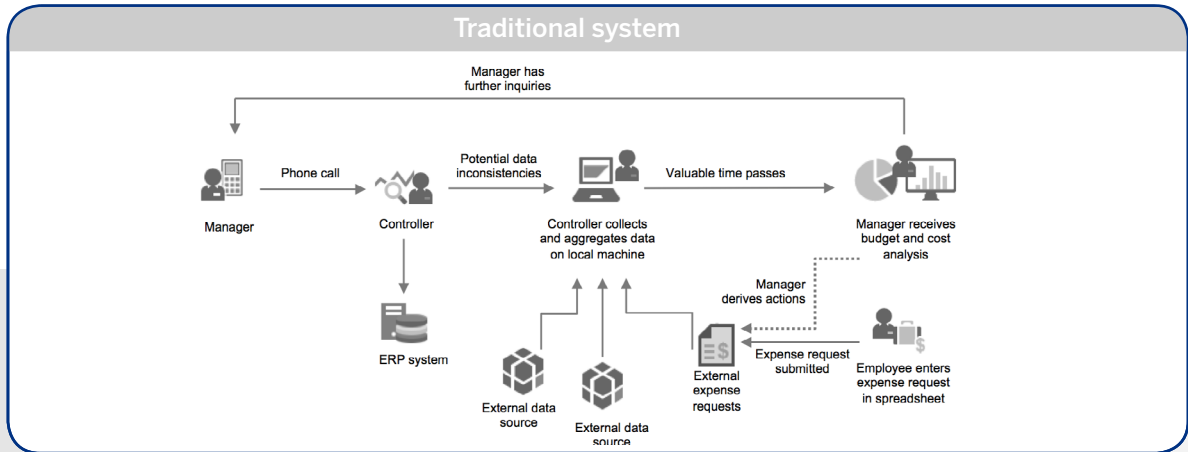 Traditional system
Manager has
further inquiries
Phone call
Potential data
inconsistencies
Valuable time passes
Manager
Controller
Controller collects
and aggregates data
on local machine
Manager receives
budget and cost
analysis
Manager
derives actions
ERP system
$
$
Expense request
submitted
External
expense
requests
Employee enters
expense request
in spreadsheet
External data
source
External data
source